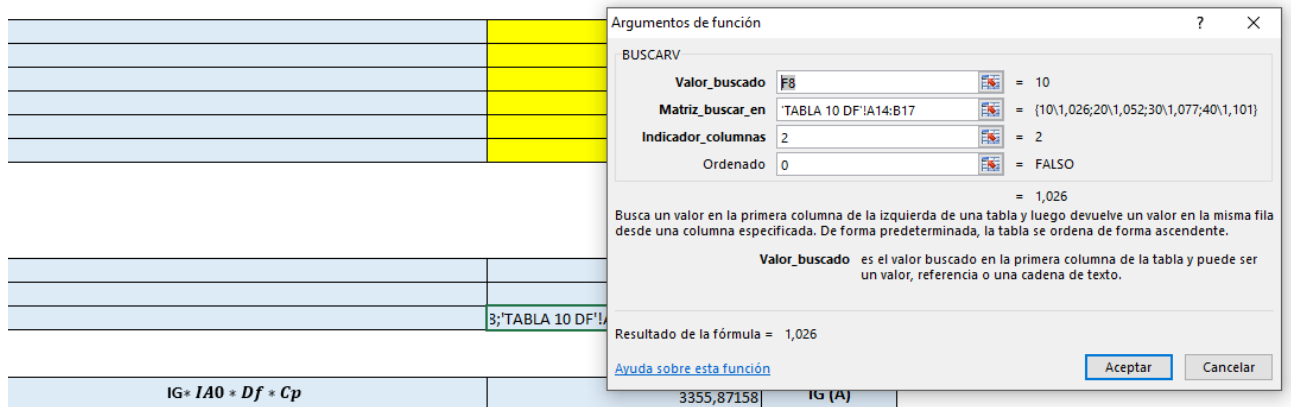 Argumentos de función ? ×
BUSCARV
Valor_buscado F8 = 10
Matriz_buscar_en 'TABLA 10 DF'!A14:B17 = {10\1,026;20\1,052;30\1,077;40\1,101}
Indicador_columnas 2 = 2
Ordenado 0 = FALSO
= 1,026
Busca un valor en la primera columna de la izquierda de una tabla y luego devuelve un valor en la misma fila
desde una columna especificada. De forma predeterminada, la tabla se ordena de forma ascendente.
Valor_buscado es el valor buscado en la primera columna de la tabla y puede ser
un valor, referencia o una cadena de texto.
8;'TABLA 10 DF'!
Resultado de la fórmula = 1,026
Ayuda sobre esta función Aceptar Cancelar
IG* IA0 * Df * Cp 3355,87158 IG (A)